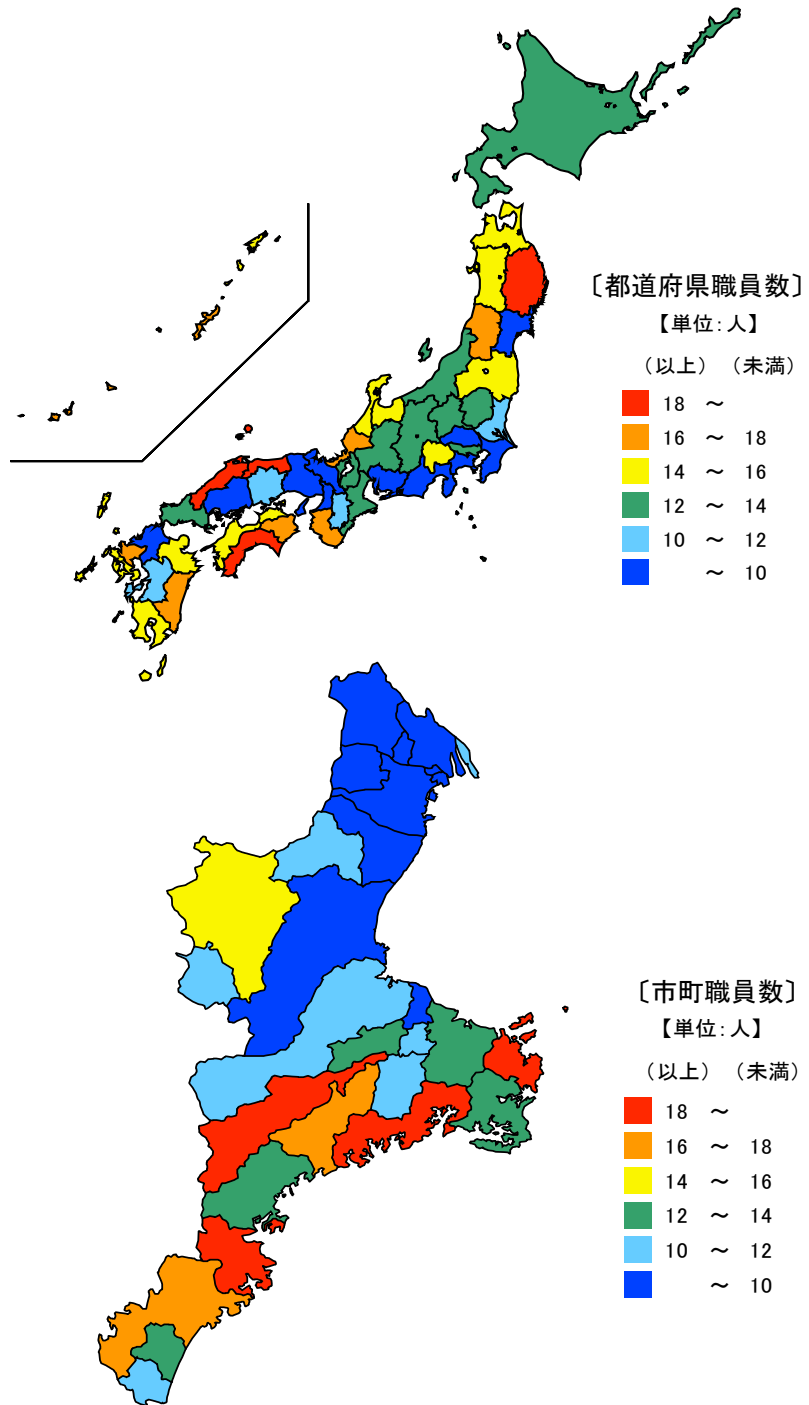 〔都道府県職員数〕
【単位：人】
（以上） （未満）
18 ～
16 ～ 18
14 ～ 16
12 ～ 14
10 ～ 12
～ 10
〔市町職員数〕
【単位：人】
（以上） （未満）
18 ～
16 ～ 18
14 ～ 16
12 ～ 14
10 ～ 12
～ 10